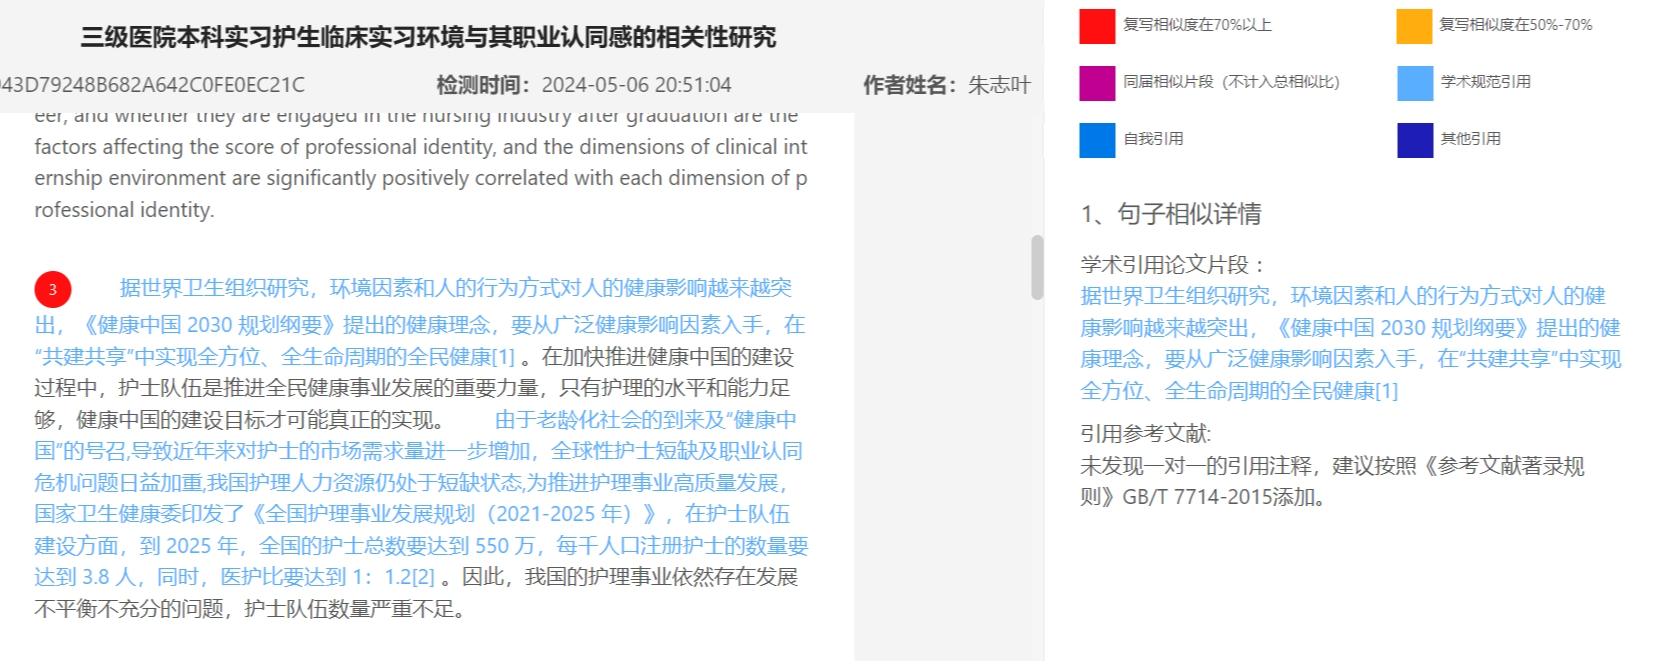 三级医院本科实习护生临床实习环境与其职业认同感的相关性研究
43D79248B682A642C0FE0EC21C 检测时间：2024-05-06 20:51:04 作者姓名：朱志叶
eer, and whether they are engaged in the nursing industry after graduation are the
factors affecting the score of professional identity, and the dimensions of clinical int
ernship environment are significantly positively correlated with each dimension of p
rofessional identity.
3 据世界卫生组织研究，环境因素和人的行为方式对人的健康影响越来越突
出，《健康中国 2030 规划纲要》提出的健康理念，要从广泛健康影响因素入手，在
“共建共享”中实现全方位、全生命周期的全民健康[1] 。在加快推进健康中国的建设
过程中，护士队伍是推进全民健康事业发展的重要力量，只有护理的水平和能力足
够，健康中国的建设目标才可能真正的实现。 由于老龄化社会的到来及“健康中
国”的号召,导致近年来对护士的市场需求量进一步增加，全球性护士短缺及职业认同
危机问题日益加重,我国护理人力资源仍处于短缺状态,为推进护理事业高质量发展，
国家卫生健康委印发了《全国护理事业发展规划（2021-2025 年）》，在护士队伍
建设方面，到 2025 年，全国的护士总数要达到 550 万，每千人口注册护士的数量要
达到 3.8 人，同时，医护比要达到 1：1.2[2] 。因此，我国的护理事业依然存在发展
不平衡不充分的问题，护士队伍数量严重不足。
复写相似度在70%以上 复写相似度在50%-70%
同届相似片段（不计入总相似比） 学术规范引用
自我引用 其他引用
1、句子相似详情
学术引用论文片段：
据世界卫生组织研究，环境因素和人的行为方式对人的健
康影响越来越突出，《健康中国 2030 规划纲要》提出的健
康理念，要从广泛健康影响因素入手，在“共建共享”中实现
全方位、全生命周期的全民健康[1]
引用参考文献:
未发现一对一的引用注释，建议按照《参考文献著录规
则》GB/T 7714-2015添加。